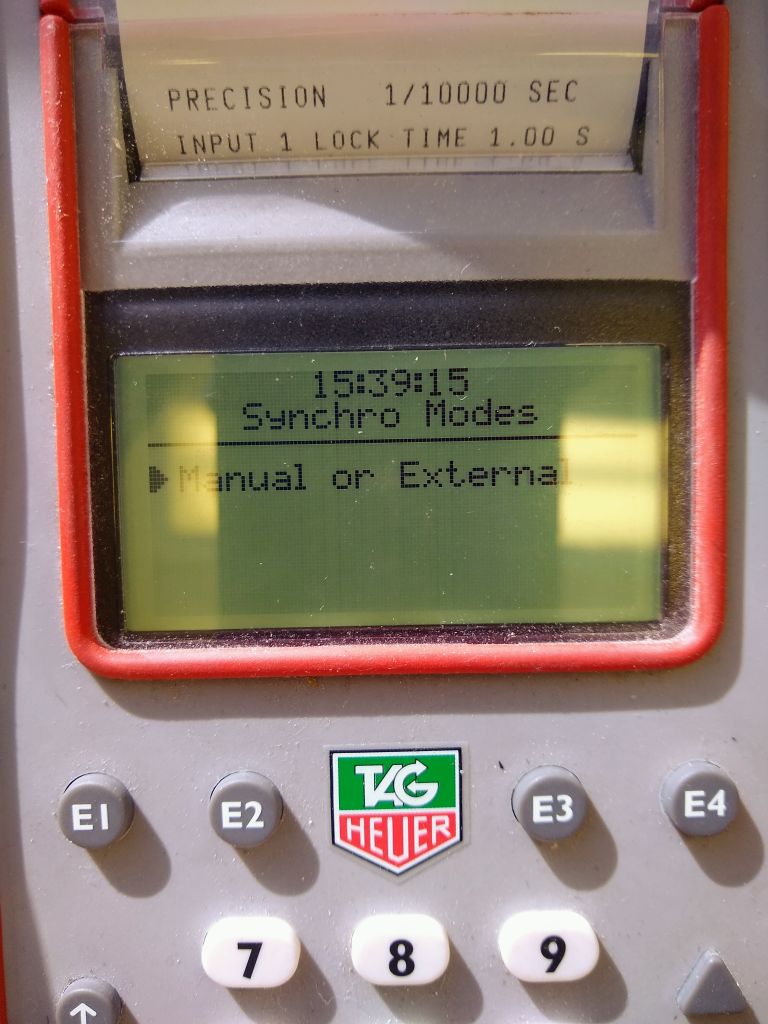 PRECISION 1/10000 SEC
INPUT 1 LOCK TIME 1.00 S
15:39:15
Synchro Modes
Manual or External
TAG
HEUER
E1 E2 E3 E4
7 8 9
↑